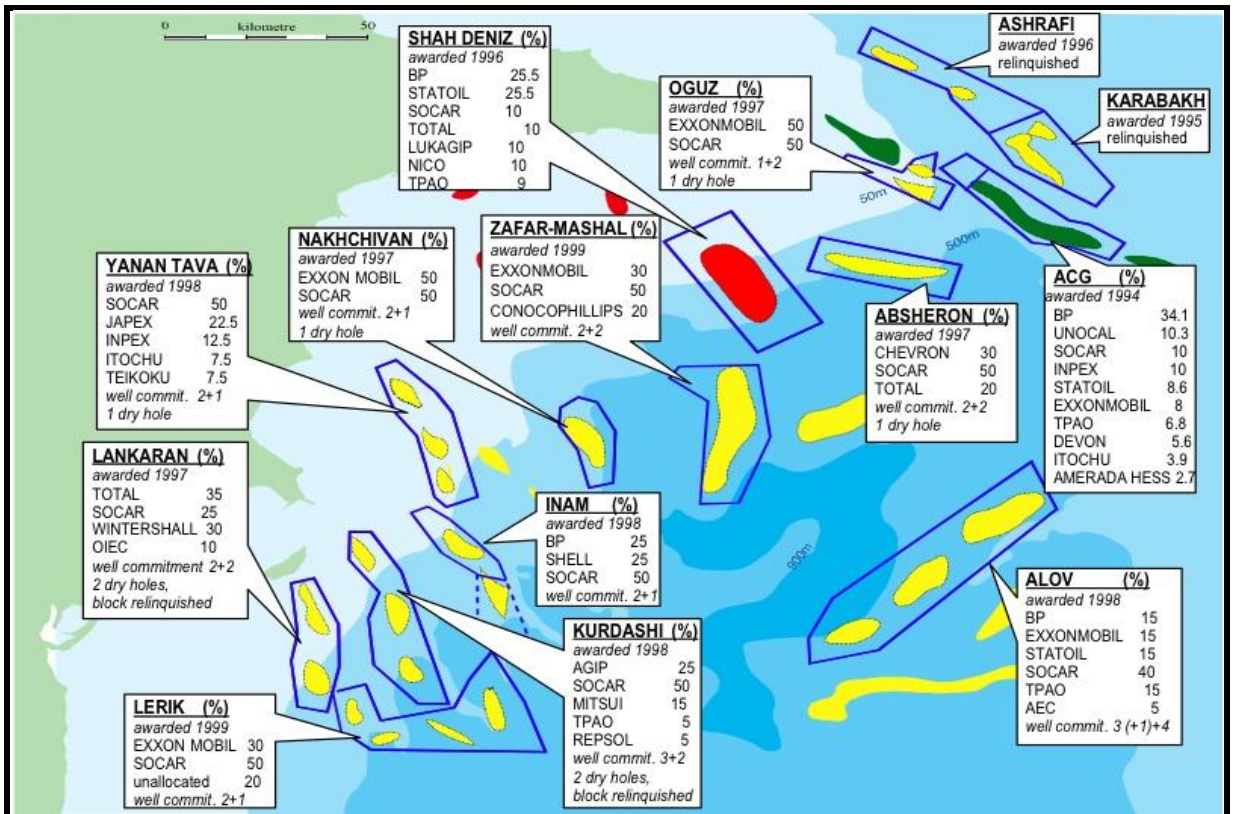 0 kilometre 50
SHAH DENIZ (%)
awarded 1996
BP 25.5
STATOIL 25.5
SOCAR 10
TOTAL 10
LUKAGIP 10
NICO 10
TPAO 9
ASHRAFI
awarded 1996
relinquished
OGUZ (%)
awarded 1997
EXXONMOBIL 50
SOCAR 50
well commit. 1+2
1 dry hole
KARABAKH
awarded 1995
relinquished
50m
500m
NAKHCHIVAN (%)
awarded 1997
EXXON MOBIL 50
SOCAR 50
well commit. 2+1
1 dry hole
ZAFAR-MASHAL (%)
awarded 1999
EXXONMOBIL 30
SOCAR 50
CONOCOPHILLIPS 20
well commit. 2+2
YANAN TAVA (%)
awarded 1998
SOCAR 50
JAPEX 22.5
INPEX 12.5
ITOCHU 7.5
TEIKOKU 7.5
well commit. 2+1
1 dry hole
ABSHERON (%)
awarded 1997
CHEVRON 30
SOCAR 50
TOTAL 20
well commit. 2+2
1 dry hole
ACG (%)
awarded 1994
BP 34.1
UNOCAL 10.3
SOCAR 10
INPEX 10
STATOIL 8.6
EXXONMOBIL 8
TPAO 6.8
DEVON 5.6
ITOCHU 3.9
AMERADA HESS 2.7
LANKARAN (%)
awarded 1997
TOTAL 35
SOCAR 25
WINTERSHALL 30
OIEC 10
well commitment 2+2
2 dry holes,
block relinquished
INAM (%)
awarded 1998
BP 25
SHELL 25
SOCAR 50
well commit. 2+1
900m
ALOV (%)
awarded 1998
BP 15
EXXONMOBIL 15
STATOIL 15
SOCAR 40
TPAO 15
AEC 5
well commit. 3 (+1)+4
KURDASHI (%)
awarded 1998
AGIP 25
SOCAR 50
MITSUI 15
TPAO 5
REPSOL 5
well commit. 3+2
2 dry holes,
block relinquished
LERIK (%)
awarded 1999
EXXON MOBIL 30
SOCAR 50
unallocated 20
well commit. 2+1